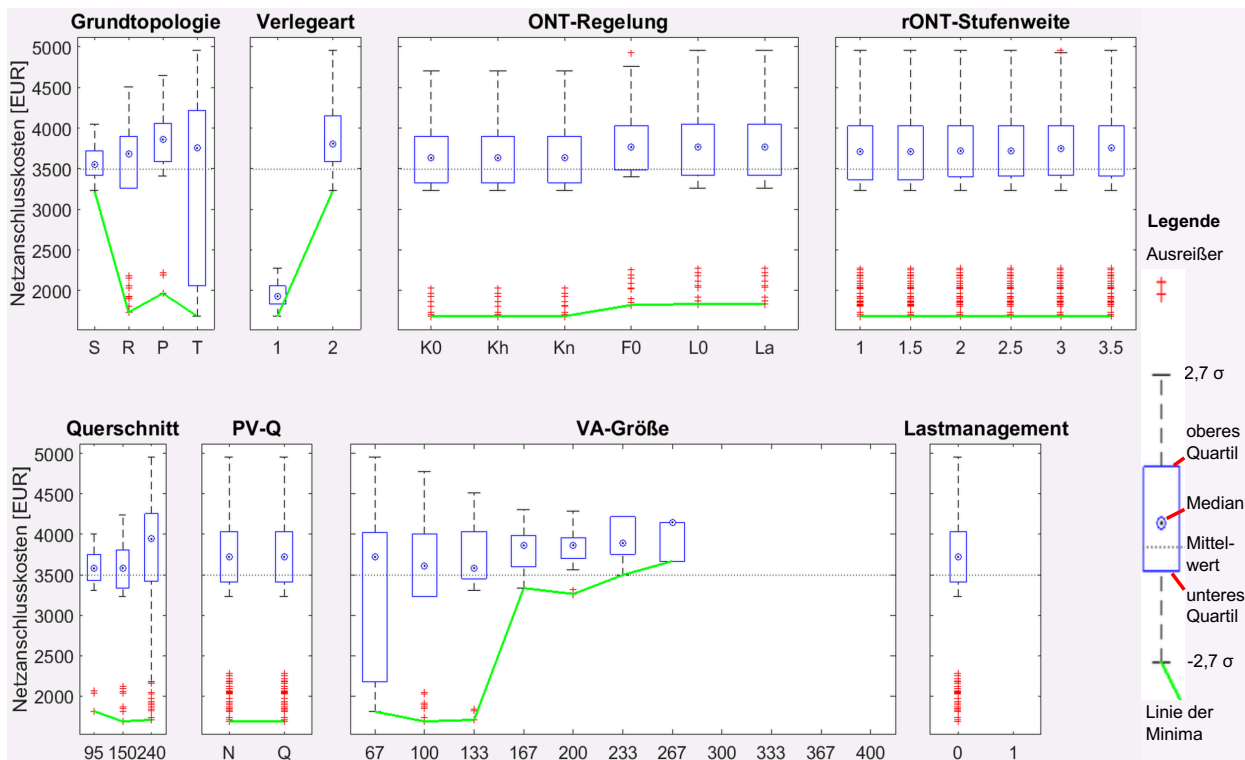 Grundtopologie Verlegeart ONT-Regelung rONT-Stufenweite
Netzanschlusskosten [EUR]
5000
4500
4000
3500
3000
2500
2000
S R P T
1 2
K0 Kh Kn F0 L0 La
1 1.5 2 2.5 3 3.5
Querschnitt PV-Q VA-Größe Lastmanagement
Netzanschlusskosten [EUR]
5000
4500
4000
3500
3000
2500
2000
95 150 240
N Q
67 100 133 167 200 233 267 300 333 367 400
0 1
Legende
Ausreißer
2,7 σ
oberes
Quartil
Median
Mittel-
wert
unteres
Quartil
-2,7 σ
Linie der
Minima